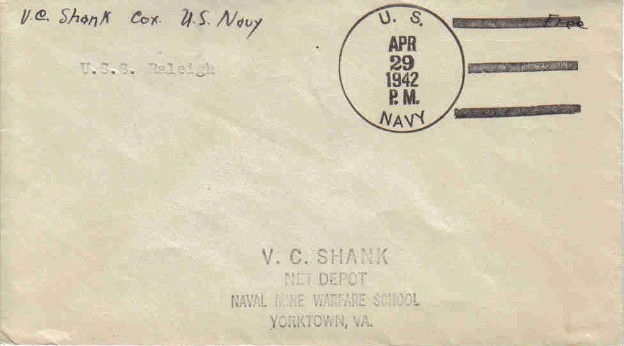 V.C. Shank Cox. U.S. Navy
Free
U.S.S. Raleigh
U. S.
APR
29
1942
P.M.
NAVY
V. C. SHANK
NET DEPOT
NAVAL MINE WARFARE SCHOOL
YORKTOWN, VA.